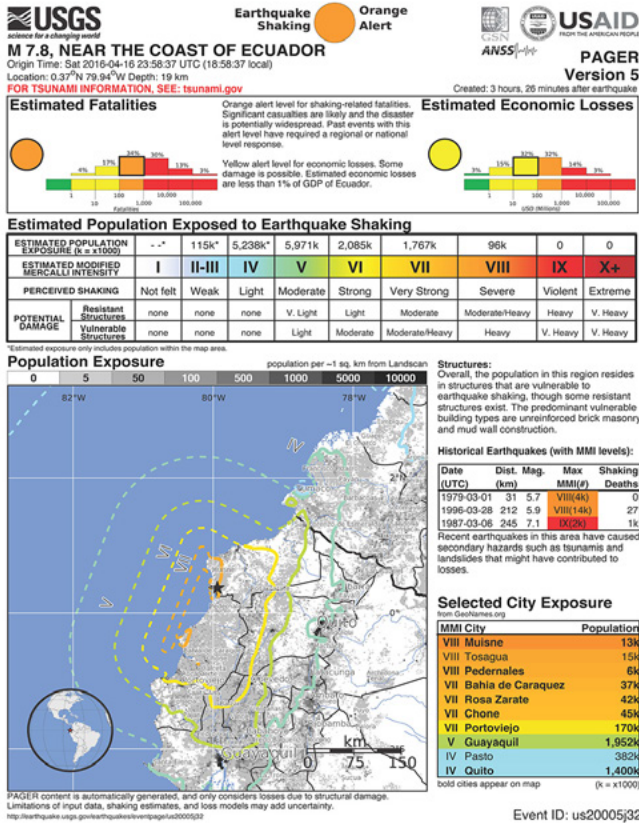 USGS
science for a changing world
Earthquake Shaking Orange Alert
GSN
ANSS
USAID
FROM THE AMERICAN PEOPLE
M 7.8, NEAR THE COAST OF ECUADOR
Origin Time: Sat 2016-04-16 23:58:37 UTC (18:58:37 local)
Location: 0.37°N 79.94°W Depth: 19 km
FOR TSUNAMI INFORMATION, SEE: tsunami.gov
PAGER
Version 5
Created: 3 hours, 26 minutes after earthquake
Estimated Fatalities
4% 17% 34% 30% 13% 3%
1 10 100 1,000 10,000 100,000
Fatalities
Orange alert level for shaking-related fatalities.
Significant casualties are likely and the disaster
is potentially widespread. Past events with this
alert level have required a regional or national
level response.
Yellow alert level for economic losses. Some
damage is possible. Estimated economic losses
are less than 1% of GDP of Ecuador.
Estimated Economic Losses
3% 15% 32% 32% 14% 3%
1 10 100 1,000 10,000 100,000
USD (Millions)
Estimated Population Exposed to Earthquake Shaking
ESTIMATED POPULATION EXPOSURE (k = x1000) - -* 115k* 5,238k* 5,971k 2,085k 1,767k 96k 0 0
ESTIMATED MODIFIED MERCALLI INTENSITY I II-III IV V VI VII VIII IX X+
PERCEIVED SHAKING Not felt Weak Light Moderate Strong Very Strong Severe Violent Extreme
POTENTIAL DAMAGE
Resistant Structures none none none V. Light Light Moderate Moderate/Heavy Heavy V. Heavy
Vulnerable Structures none none none Light Moderate Moderate/Heavy Heavy V. Heavy V. Heavy
*Estimated exposure only includes population within the map area.
Population Exposure
population per ~1 sq. km from Landscan
0 5 50 100 500 1000 5000 10000
82°W 80°W 78°W
IV
2°N
V
VI
VII
0°
Quito
Guayaquil
km
0 75 150
Structures:
Overall, the population in this region resides
in structures that are vulnerable to
earthquake shaking, though some resistant
structures exist. The predominant vulnerable
building types are unreinforced brick masonry
and mud wall construction.
Historical Earthquakes (with MMI levels):
Date (UTC) Dist. (km) Mag. Max MMI(#) Shaking Deaths
1979-03-01 31 5.7 VIII(4k) 0
1996-03-28 212 5.9 VIII(14k) 27
1987-03-06 245 7.1 IX(2k) 1k
Recent earthquakes in this area have caused
secondary hazards such as tsunamis and
landslides that might have contributed to
losses.
Selected City Exposure
from GeoNames.org
MMI City Population
VIII Muisne 13k
VIII Tosagua 15k
VIII Pedernales 6k
VII Bahia de Caraquez 37k
VII Rosa Zarate 42k
VII Chone 45k
VII Portoviejo 170k
V Guayaquil 1,952k
IV Pasto 382k
IV Quito 1,400k
bold cities appear on map (k = x1000)
PAGER content is automatically generated, and only considers losses due to structural damage.
Limitations of input data, shaking estimates, and loss models may add uncertainty.
http://earthquake.usgs.gov/earthquakes/eventpage/us20005j32
Event ID: us20005j32